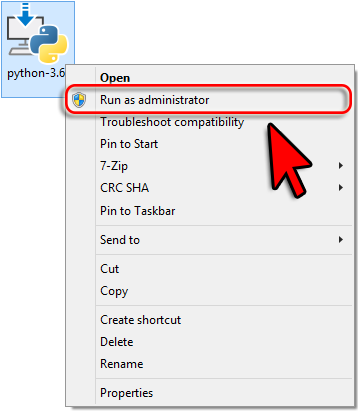 python-3.6
Open
Run as administrator
Troubleshoot compatibility
Pin to Start
7-Zip
CRC SHA
Pin to Taskbar
Send to
Cut
Copy
Create shortcut
Delete
Rename
Properties